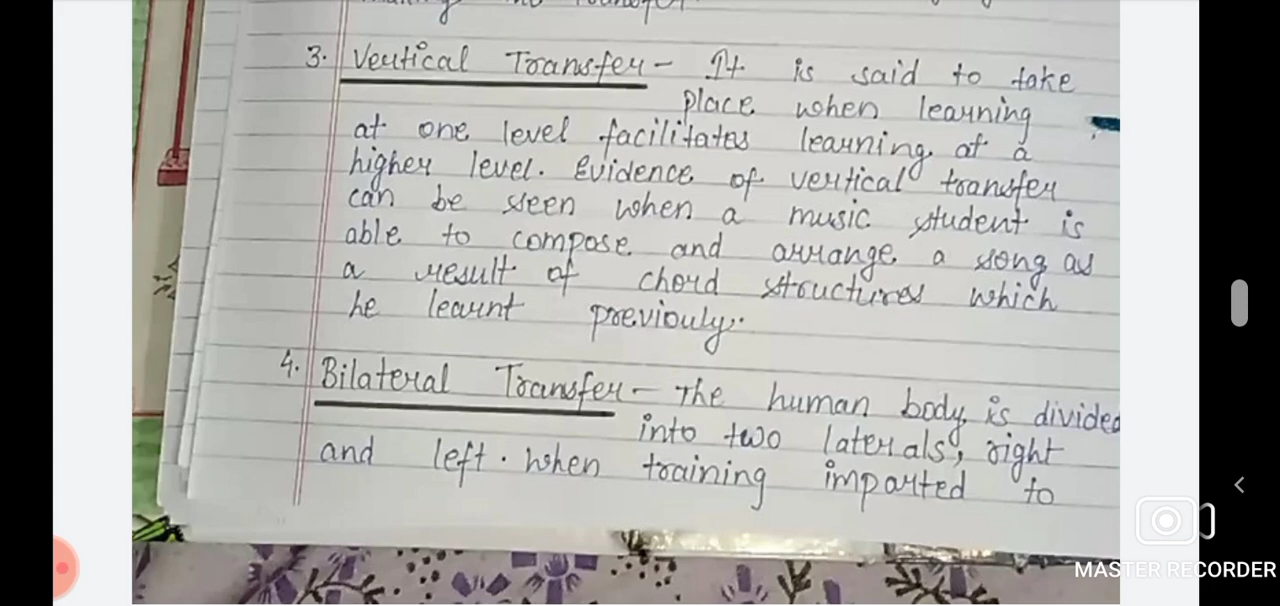 3. Vertical Transfer - It is said to take
place when learning
at one level facilitates learning at a
higher level. Evidence of vertical transfer
can be seen when a music student is
able to compose and arrange a song as
a result of chord structures which
he learnt previouly.
4. Bilateral Transfer - The human body is divided
into two laterals, right
and left. when training imparted to
MASTER RECORDER